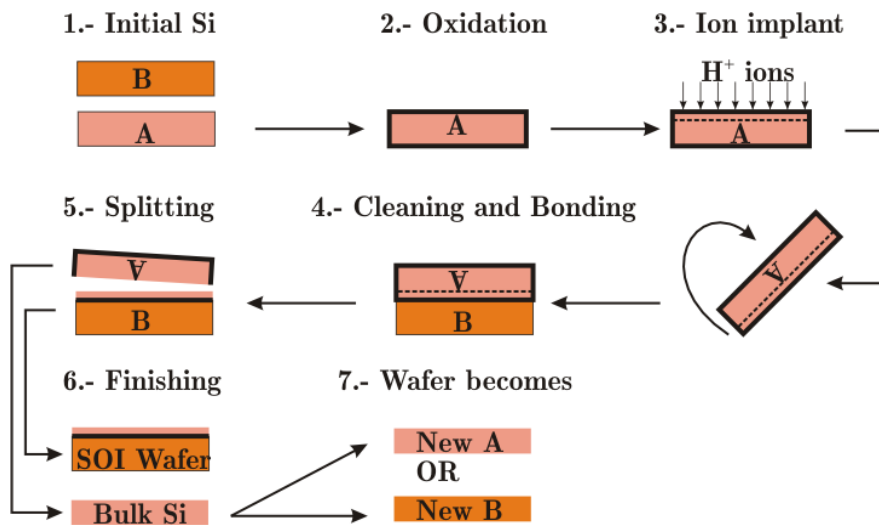 1.- Initial Si
2.- Oxidation
3.- Ion implant
B
A
A
H+ ions
A
5.- Splitting
4.- Cleaning and Bonding
A
B
A
B
A
6.- Finishing
7.- Wafer becomes
SOI Wafer
Bulk Si
New A
OR
New B